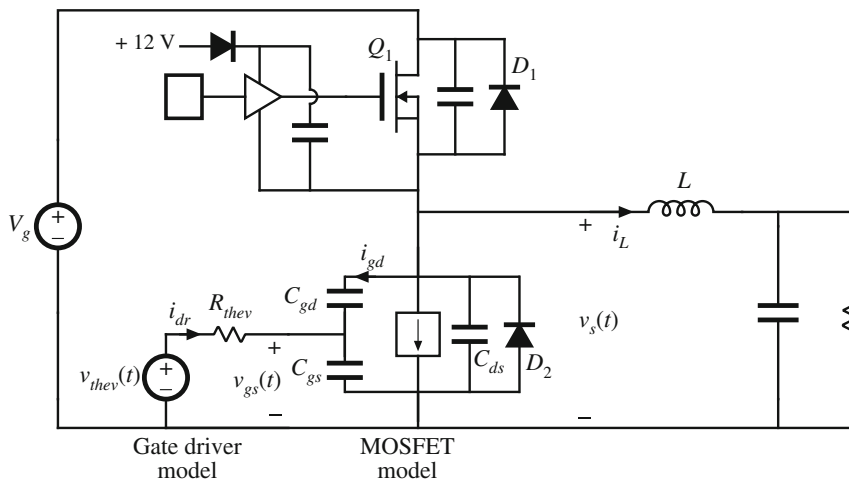 + 12 V
Q1
D1
Vg
+
−
L
iL
+
igd
idr
Rthev
Cgd
+
Cgs
vgs(t)
vthev(t)
+
−
Cds
D2
vs(t)
−
−
Gate driver
model
MOSFET
model